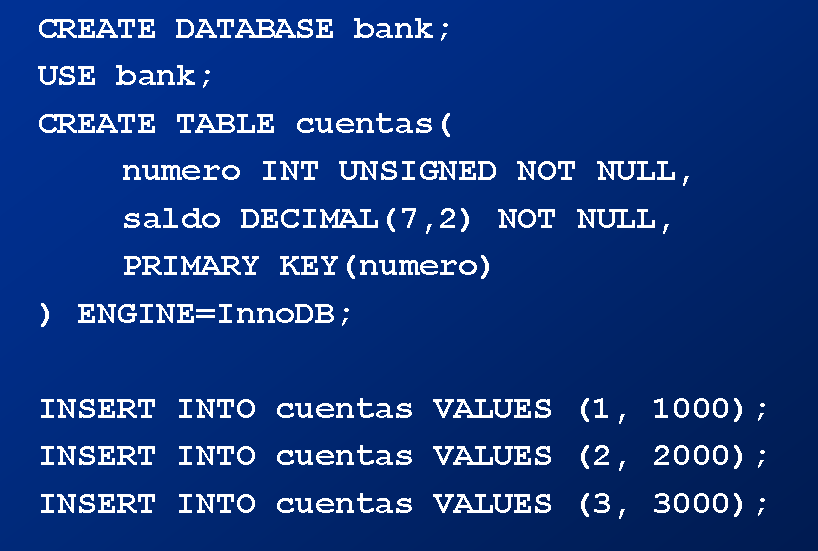 CREATE DATABASE bank;
USE bank;
CREATE TABLE cuentas(
numero INT UNSIGNED NOT NULL,
saldo DECIMAL(7,2) NOT NULL,
PRIMARY KEY(numero)
) ENGINE=InnoDB;
INSERT INTO cuentas VALUES (1, 1000);
INSERT INTO cuentas VALUES (2, 2000);
INSERT INTO cuentas VALUES (3, 3000);